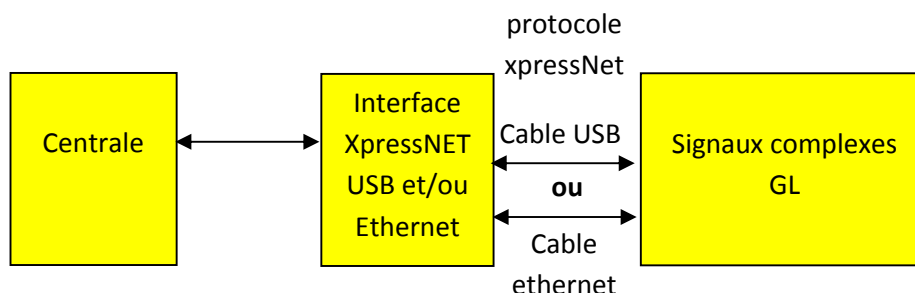 protocole
xpressNet
Centrale
Interface
XpressNET
USB et/ou
Ethernet
Cable USB
ou
Cable
ethernet
Signaux complexes
GL